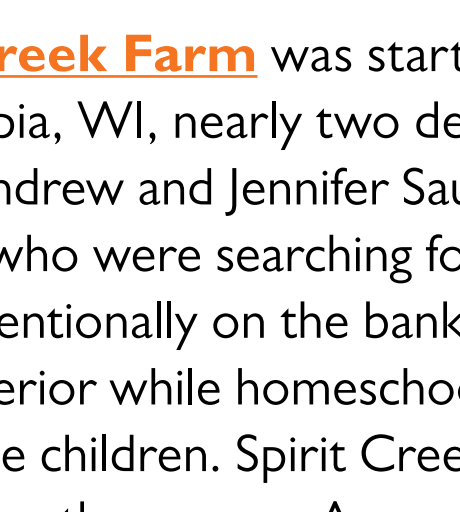 reek Farm was start
bia, WI, nearly two de
ndrew and Jennifer Sau
who were searching fo
entionally on the bank
erior while homeschoo
e children. Spirit Cree